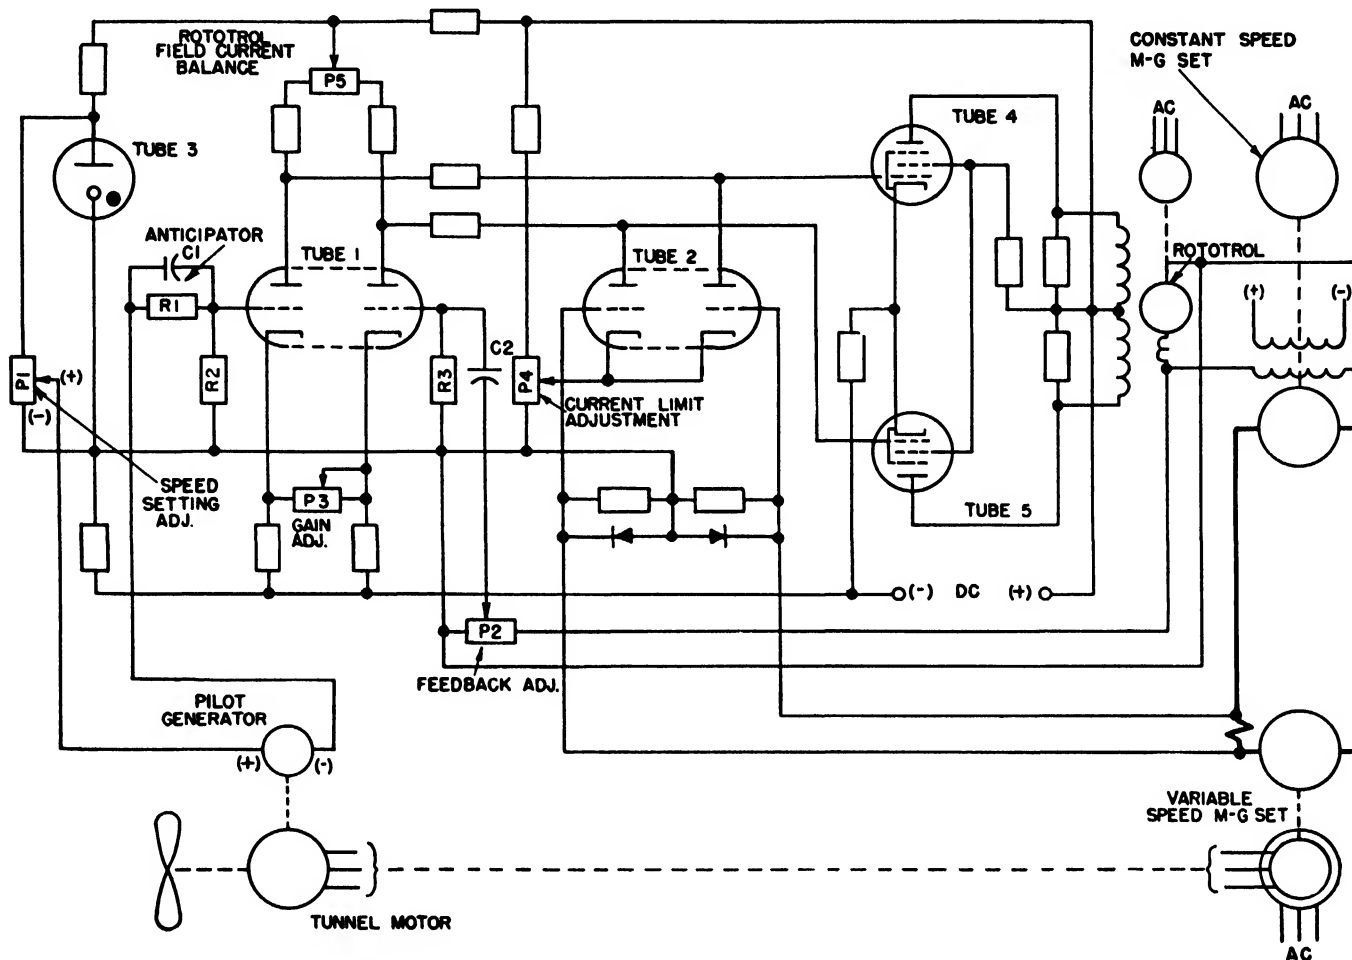 ROTOTROL
FIELD CURRENT
BALANCE
P5
CONSTANT SPEED
M-G SET
AC
AC
TUBE 3
TUBE 4
ANTICIPATOR
C1
R1
TUBE 1
TUBE 2
ROTOTROL
(+)
(-)
P1
(+)
(-)
R2
R3
C2
P4
CURRENT LIMIT
ADJUSTMENT
SPEED
SETTING
ADJ.
P3
GAIN
ADJ.
TUBE 5
(-) DC (+)
P2
FEEDBACK ADJ.
PILOT
GENERATOR
(+)
(-)
VARIABLE
SPEED M-G SET
TUNNEL MOTOR
AC